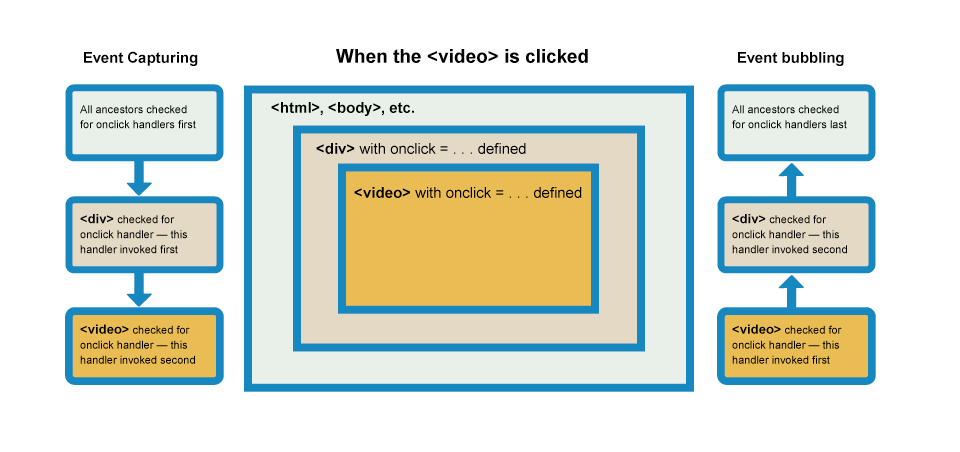 Event Capturing
All ancestors checked
for onclick handlers first
<div> checked for
onclick handler — this
handler invoked first
<video> checked for
onclick handler — this
handler invoked second
When the <video> is clicked
<html>, <body>, etc.
<div> with onclick = . . . defined
<video> with onclick = . . . defined
Event bubbling
All ancestors checked
for onclick handlers last
<div> checked for
onclick handler — this
handler invoked second
<video> checked for
onclick handler — this
handler invoked first